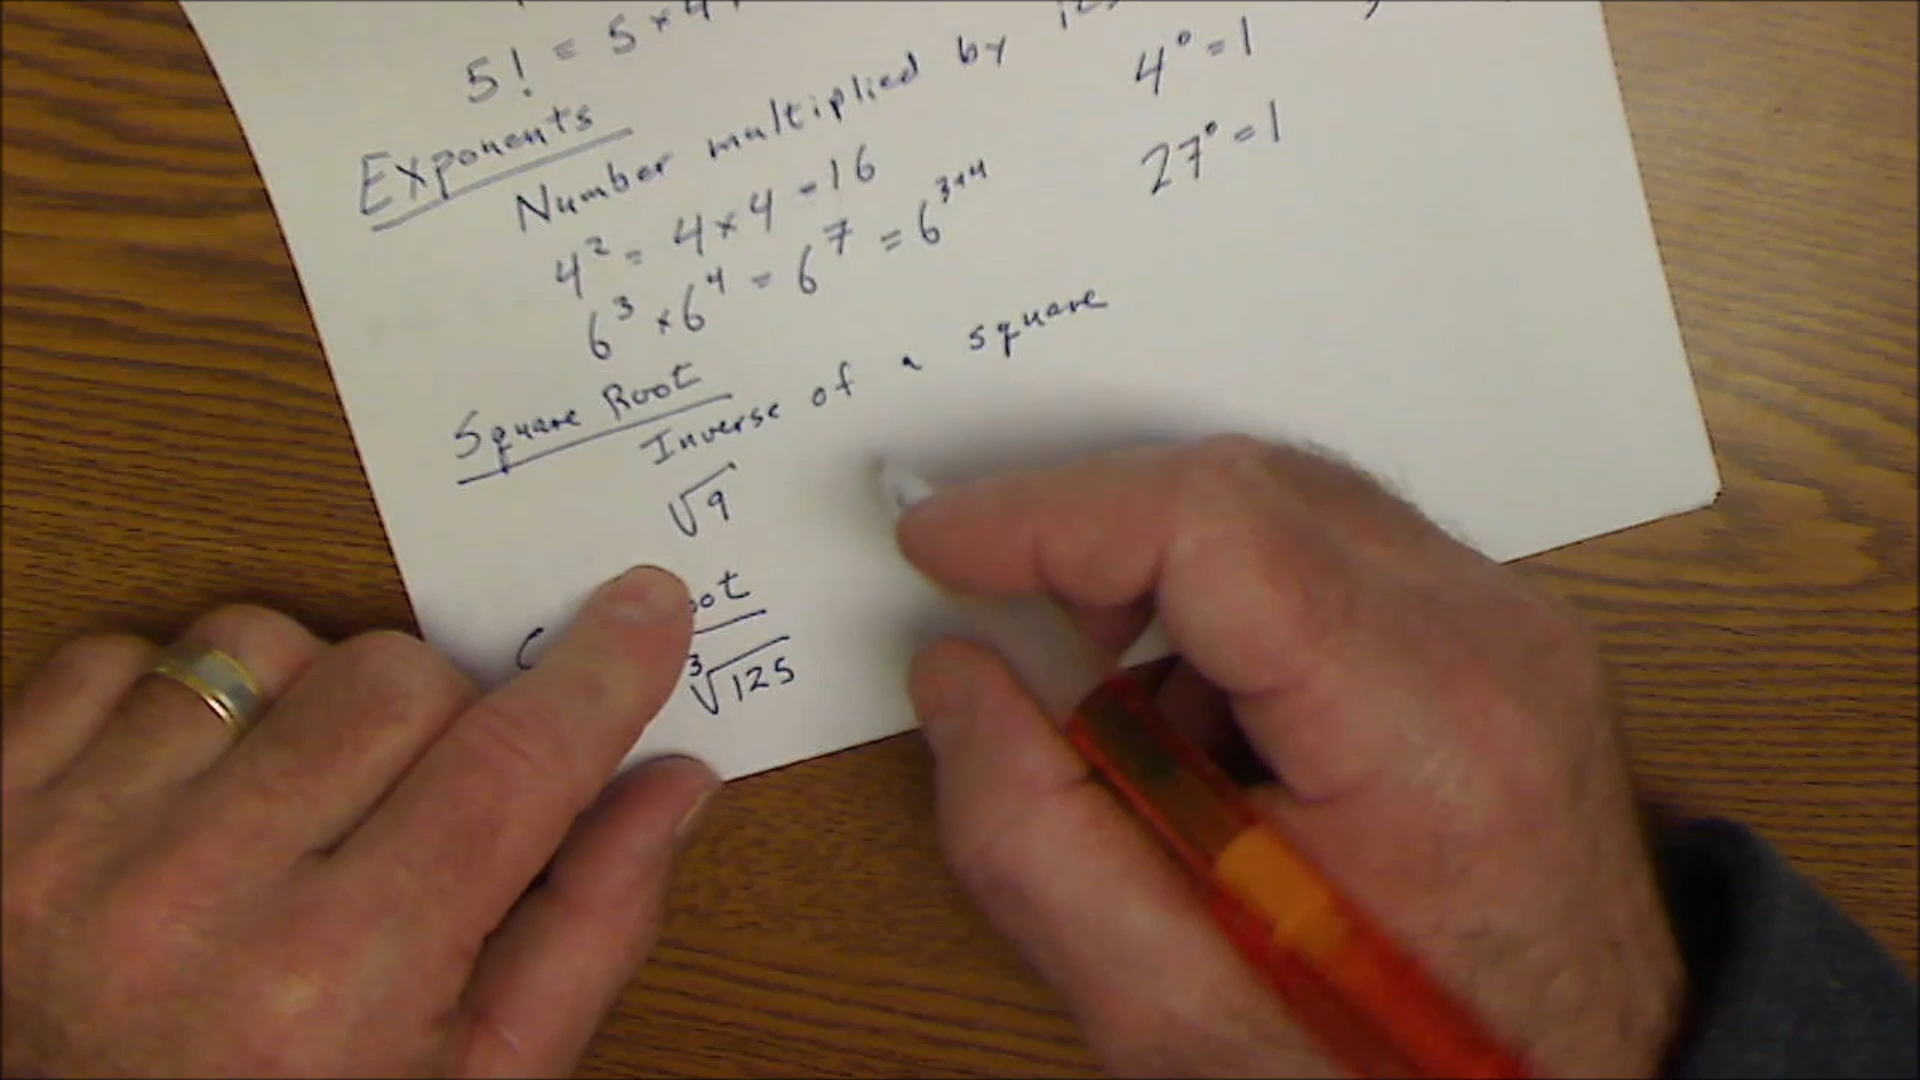 5! = 5 × 4
Exponents
Number multiplied by
4² = 4 × 4 = 16
4⁰ = 1
6³ × 6⁴ = 6⁷ = 6³⁺⁴
27⁰ = 1
Square Root
Inverse of a square
√9
³√125